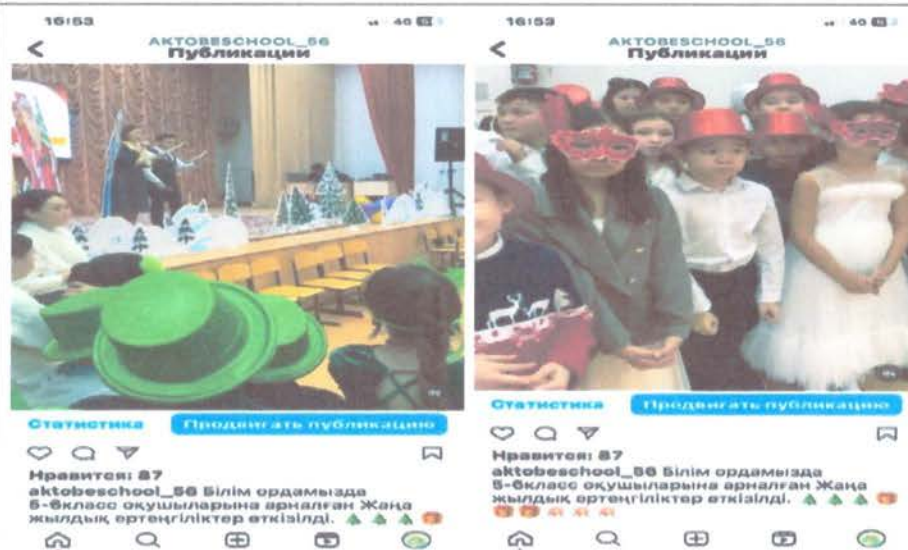 16:53
4G
AKTOBESCHOOL_56
Публикации
Статистика
Продвигать публикацию
Нравится: 87
aktobeschool_56 Білім ордамызда
5-6класс оқушыларына арналған Жаңа
жылдық ертеңгіліктер өткізілді. 🎄 🎄 🎄 🎁
16:53
4G
AKTOBESCHOOL_56
Публикации
Статистика
Продвигать публикацию
Нравится: 87
aktobeschool_56 Білім ордамызда
5-6класс оқушыларына арналған Жаңа
жылдық ертеңгіліктер өткізілді. 🎄 🎄 🎄 🎁